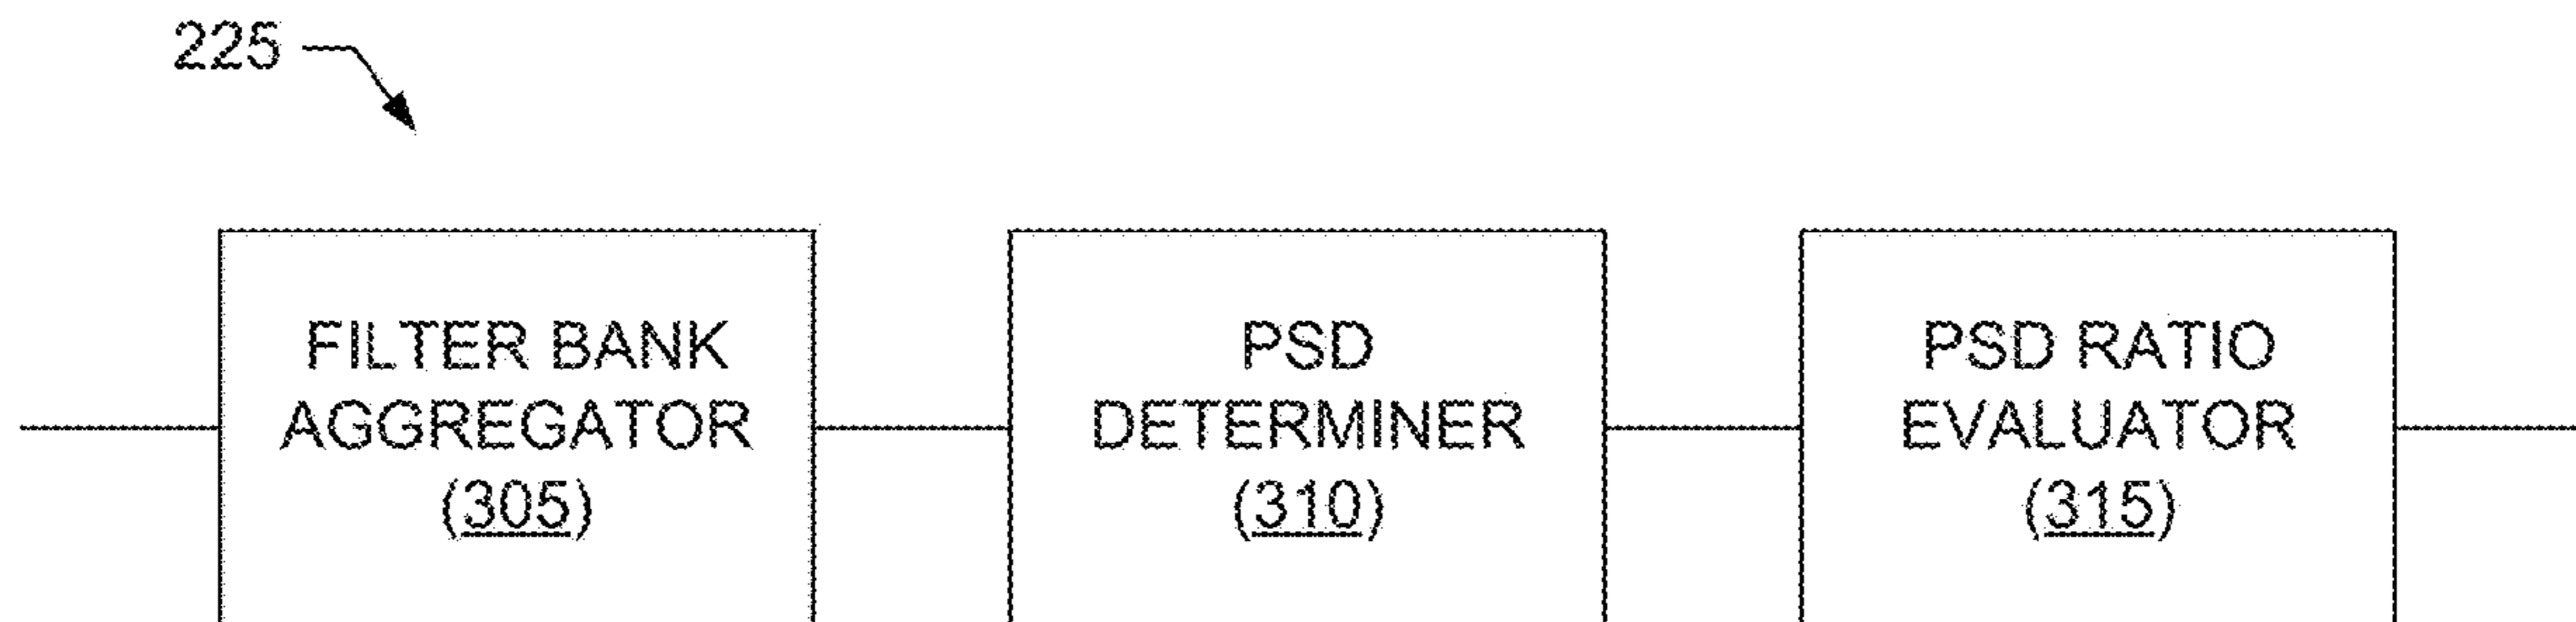 225
FILTER BANK
AGGREGATOR
(305)
PSD
DETERMINER
(310)
PSD RATIO
EVALUATOR
(315)